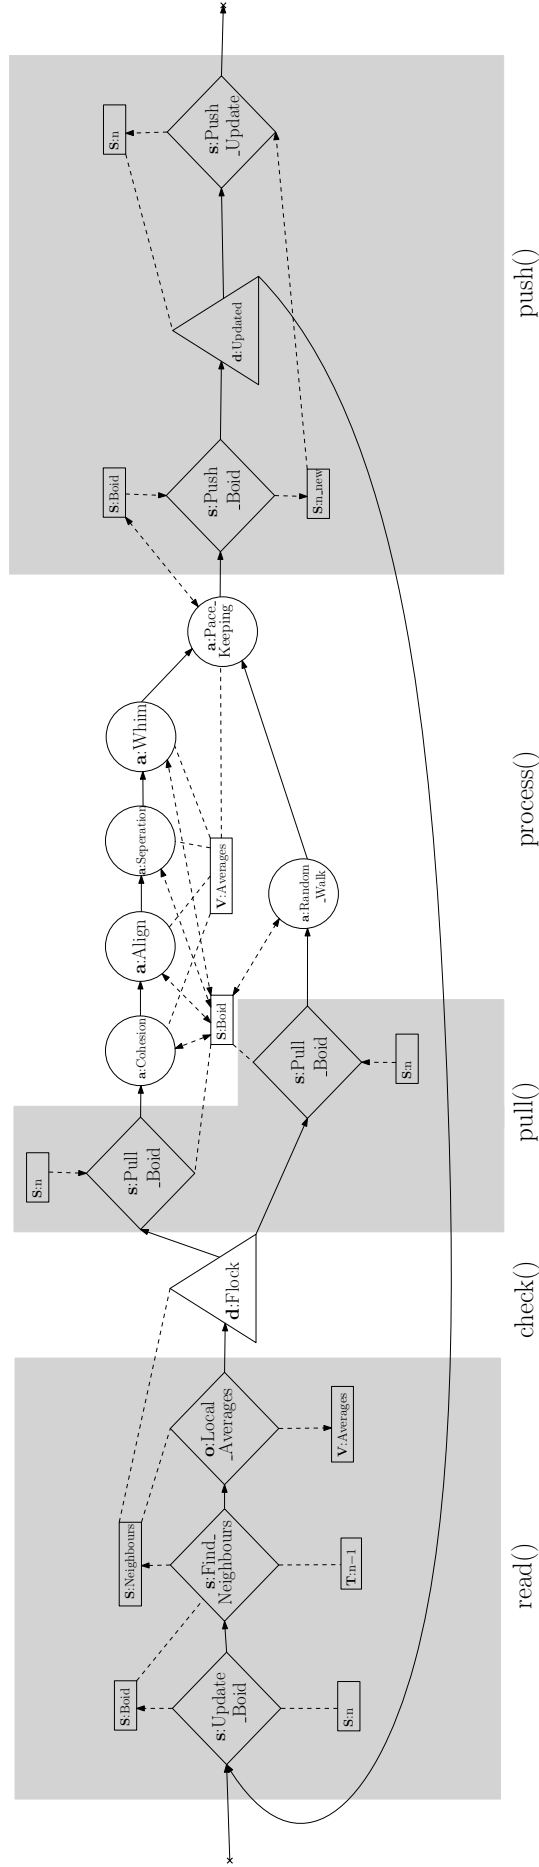 S:Boid
s:Update
_Boid
S:n
S:Neighbours
s:Find_
Neighbours
T:n−1
o:Local
_Averages
V:Averages
read()
d:Flock
check()
S:n
s:Pull
_Boid
s:Pull
_Boid
S:n
pull()
S:Boid
a:Cohesion
a:Align
a:Seperation
a:Whim
V:Averages
a:Random
_Walk
a:Pace_
Keeping
process()
S:Boid
s:Push
_Boid
S:n_new
d:Updated
S:n
s:Push
_Update
push()